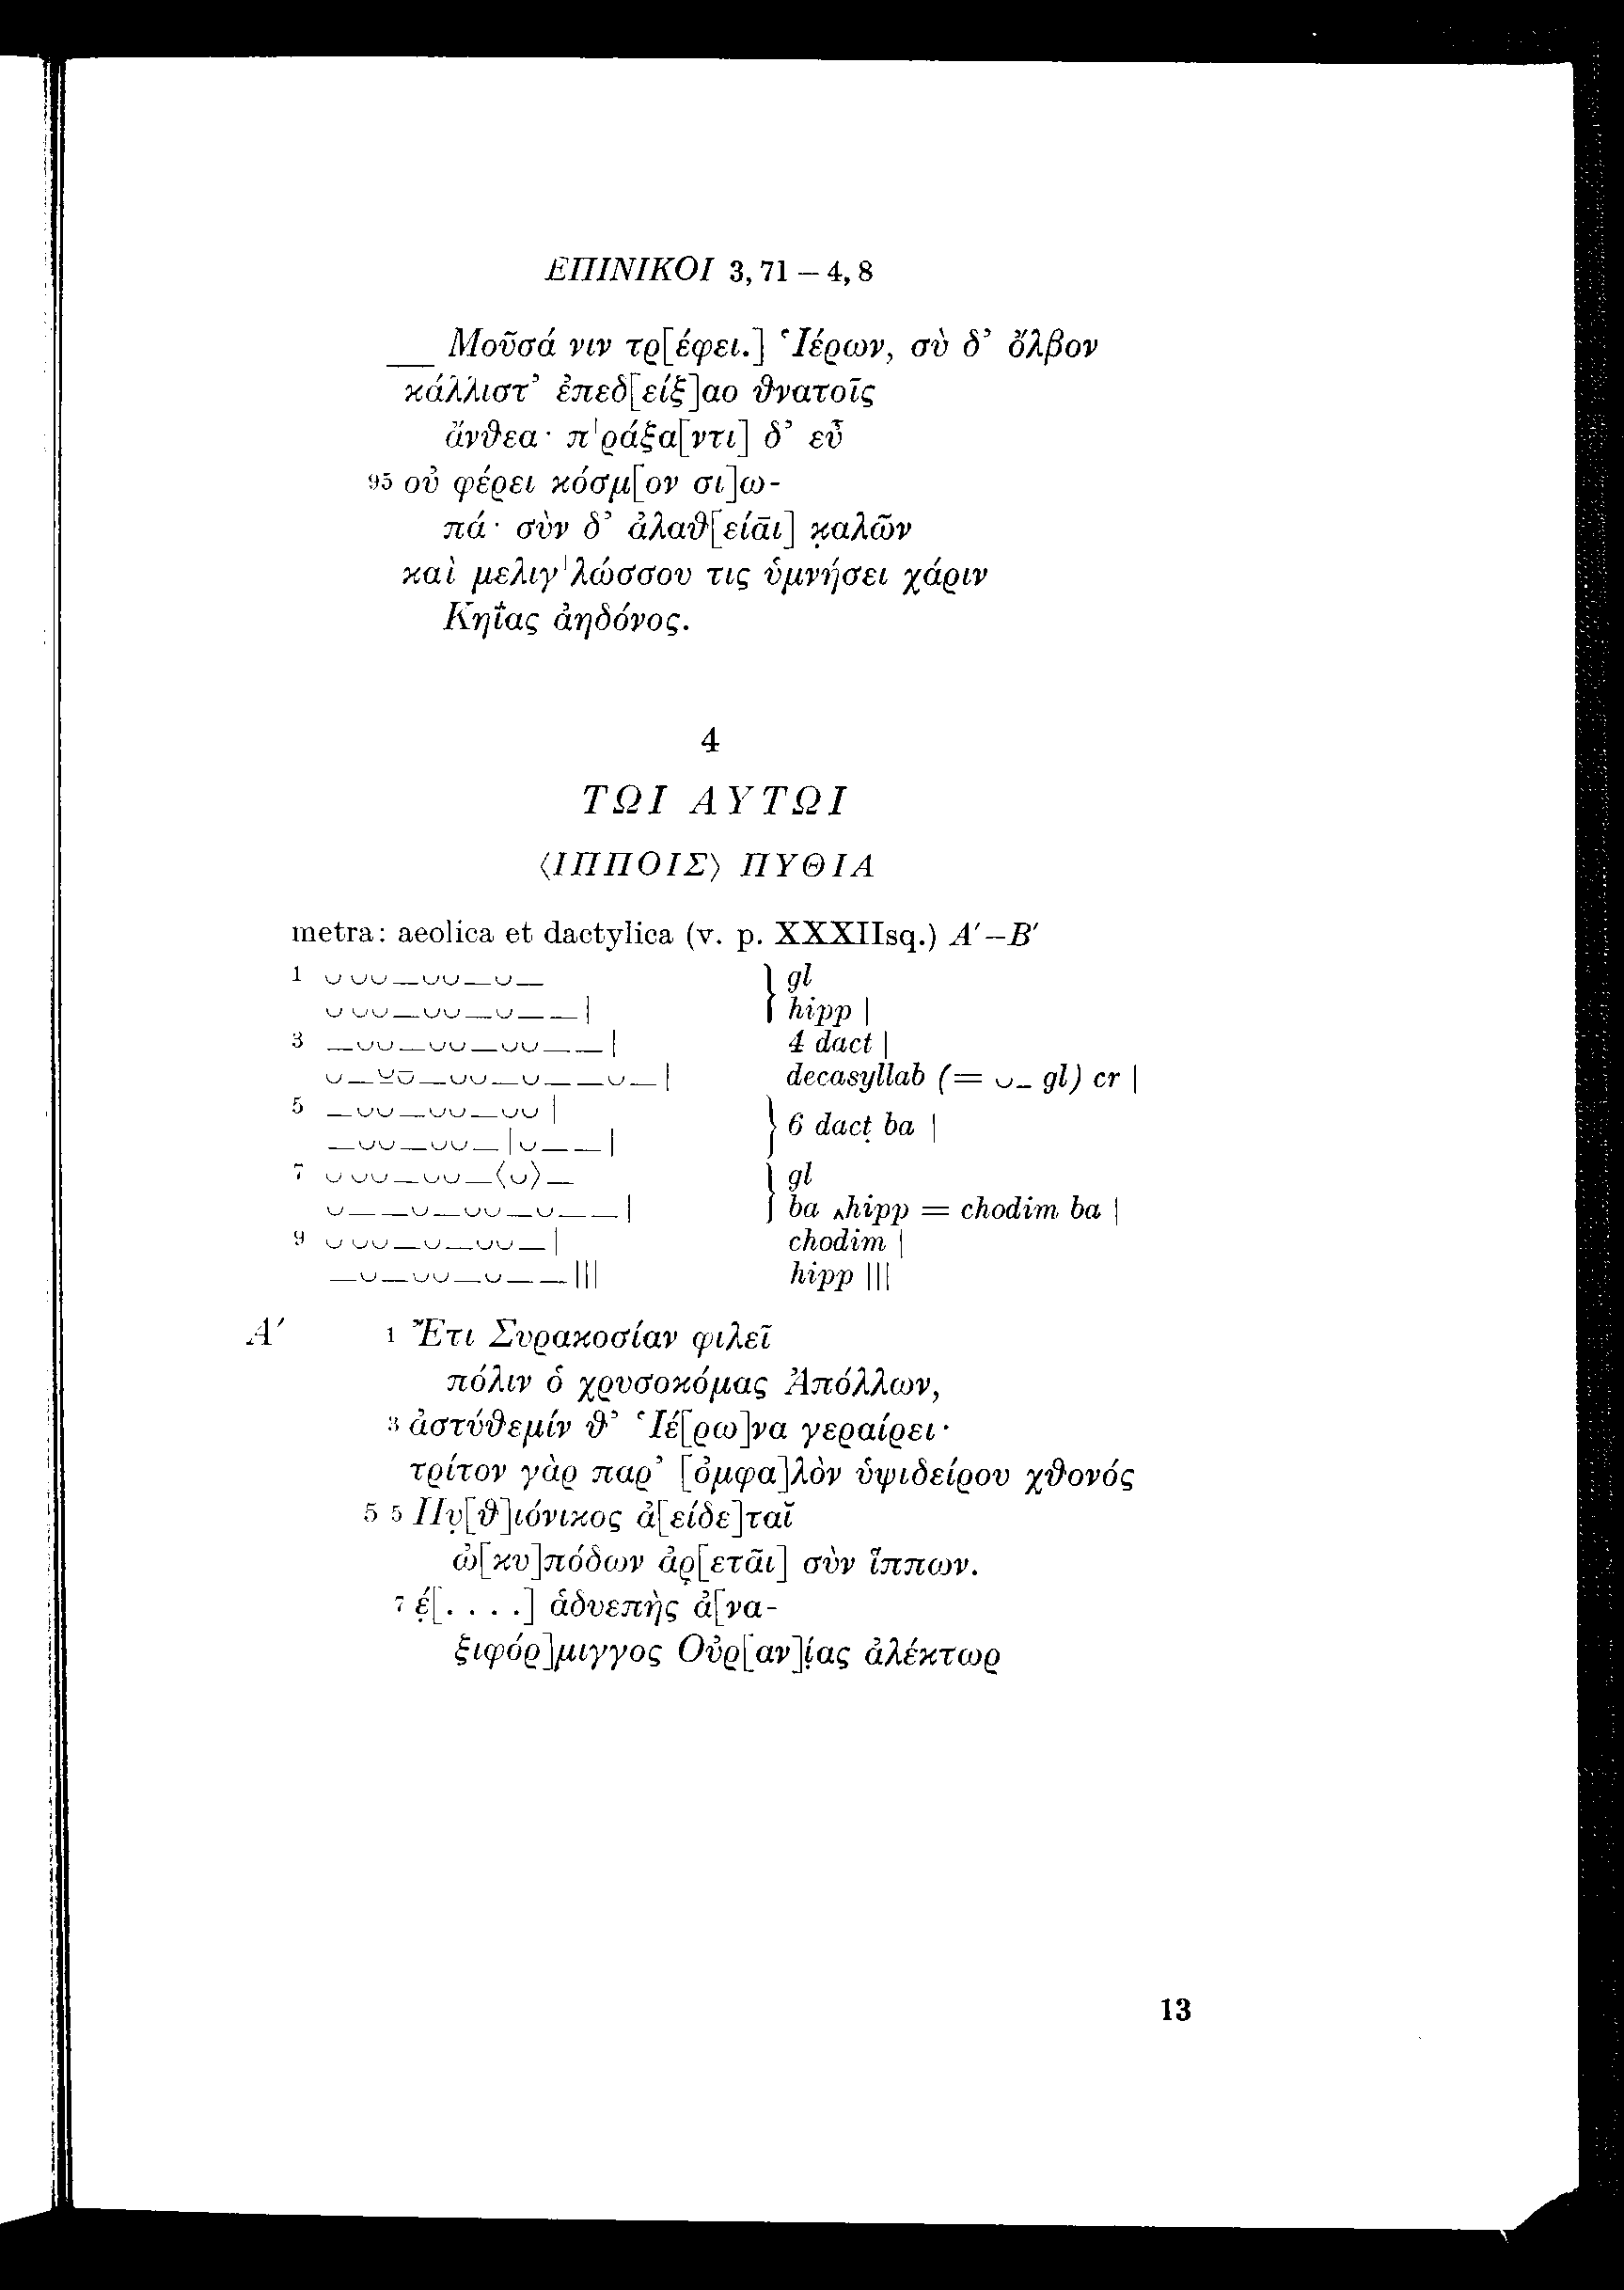 ΕΠΙΝΙΚΟΙ 3, 71 – 4, 8
Μοῦσά νιν τρ[έφει.] Ἱέρων, σὺ δ’ ὄλβον
κάλλιστ’ ἐπεδ[είξ]αο θνατοῖς
ἄνθεα· π|ράξα[ντι] δ’ εὖ
95 οὐ φέρει κόσμ[ον σι]ω-
πά· σὺν δ’ ἀλαθ[είᾱι] κ̣αλῶν
καὶ μελιγ|λώσσου τις ὑμνήσει χάριν
Κηΐας ἀηδόνος.
4
ΤΩΙ ΑΥΤΩΙ
⟨ΙΠΠΟΙΣ⟩ ΠΥΘΙΑ
metra: aeolica et dactylica (v. p. XXXIIsq.) Α′–Β′
1 ⏑ ⏑⏑—⏑⏑—⏑— } gl
⏑ ⏑⏑—⏑⏑—⏑——| hipp |
3 —⏑⏑—⏑⏑—⏑⏑——| 4 dact |
⏑—⏓⏓—⏑⏑—⏑——⏑—| decasyllab (= ⏑– gl) cr |
5 —⏑⏑—⏑⏑—⏑⏑| } 6 dact ba |
—⏑⏑—⏑⏑—|⏑——|
7 ⏑ ⏑⏑—⏑⏑—⟨⏑⟩— } gl
⏑——⏑—⏑⏑—⏑——| ba ‸hipp = chodim ba |
9 ⏑ ⏑⏑—⏑—⏑⏑—| chodim |
—⏑—⏑⏑—⏑——||| hipp |||
Α′ 1 Ἔτι Συρακοσίαν φιλεῖ
πόλιν ὁ χρυσοκόμας Ἀπόλλων,
3 ἀστύθεμίν θ’ Ἱέ[ρω]να γεραίρει·
τρίτον γὰρ παρ’ [ὀμφα]λὸν ὑψιδείρου χθονός
5 5 Πυ̣[θ]ιόνικος ἀ[είδε]ταῐ
ὠ[κυ]πόδων ἀρ̣[ετᾶι] σὺν ἵππων.
7 ἐ̣[. . . .] ἁδυεπὴς ἀ[να-
ξιφόρ]μιγγος Οὐρ[αν]ί̣ας ἀλέκτωρ
13